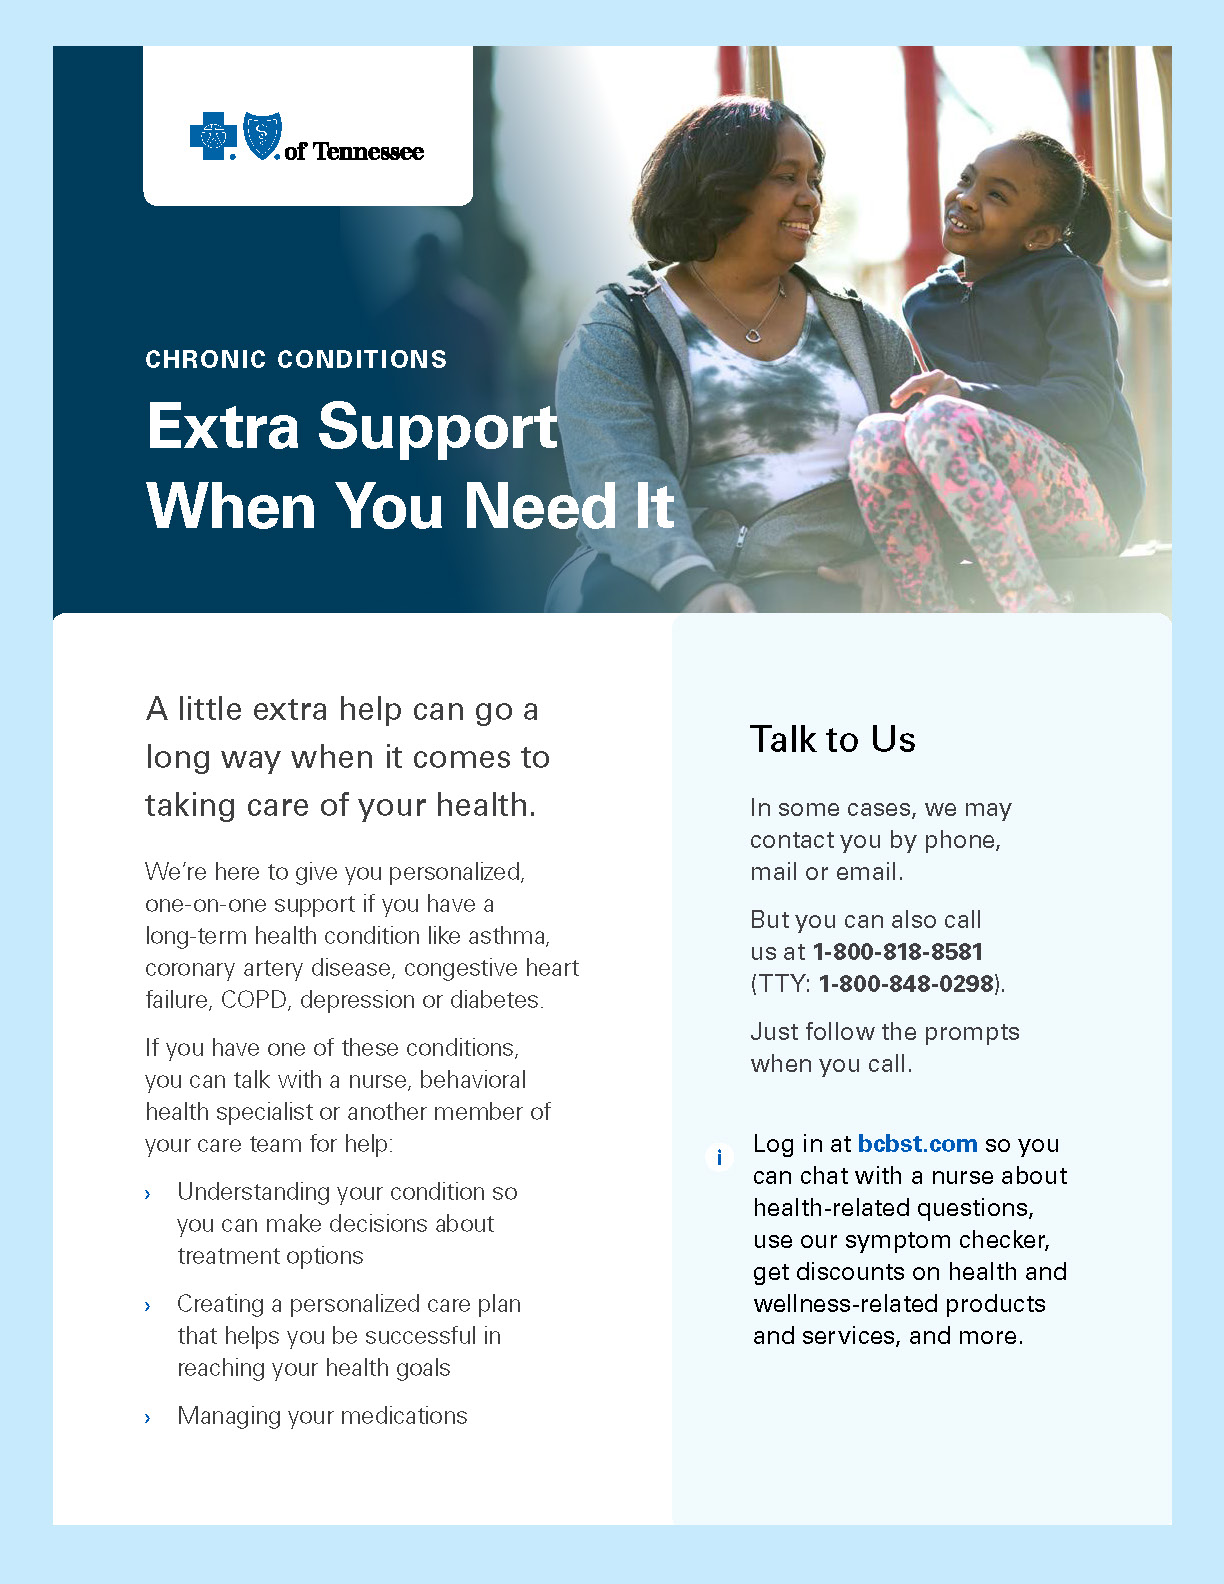 of Tennessee
CHRONIC CONDITIONS
Extra Support
When You Need It
A little extra help can go a
long way when it comes to
taking care of your health.
We’re here to give you personalized,
one-on-one support if you have a
long-term health condition like asthma,
coronary artery disease, congestive heart
failure, COPD, depression or diabetes.
If you have one of these conditions,
you can talk with a nurse, behavioral
health specialist or another member of
your care team for help:
› Understanding your condition so
you can make decisions about
treatment options
› Creating a personalized care plan
that helps you be successful in
reaching your health goals
› Managing your medications
Talk to Us
In some cases, we may
contact you by phone,
mail or email.
But you can also call
us at 1-800-818-8581
(TTY: 1-800-848-0298).
Just follow the prompts
when you call.
i Log in at bcbst.com so you
can chat with a nurse about
health-related questions,
use our symptom checker,
get discounts on health and
wellness-related products
and services, and more.